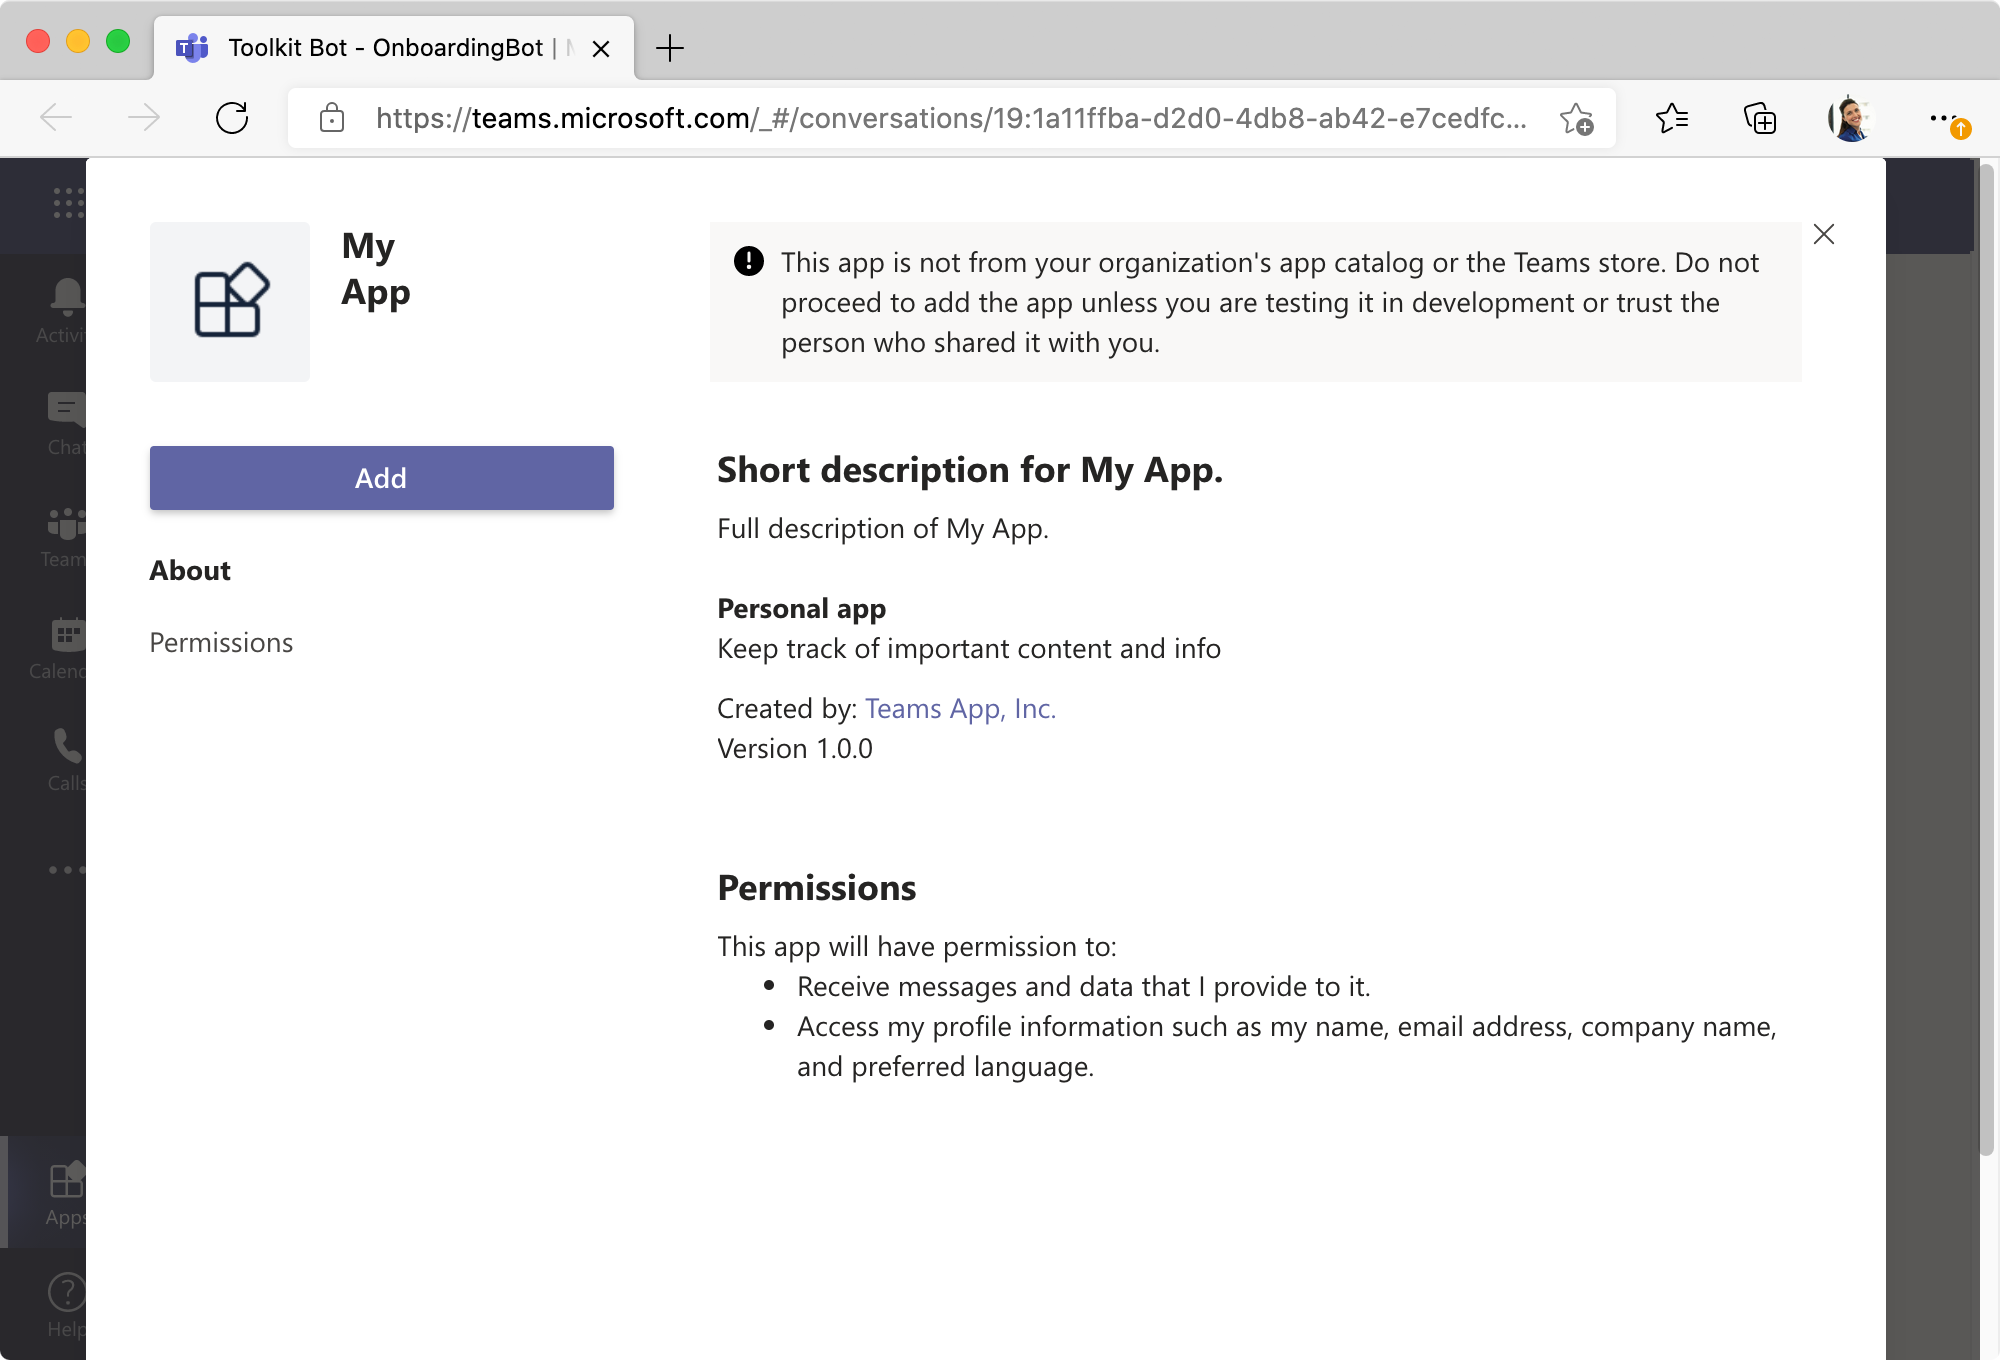 Toolkit Bot - OnboardingBot |
https://teams.microsoft.com/_#/conversations/19:1a11ffba-d2d0-4db8-ab42-e7cedfc...
My
App
This app is not from your organization's app catalog or the Teams store. Do not
proceed to add the app unless you are testing it in development or trust the
person who shared it with you.
Add
About
Permissions
Short description for My App.
Full description of My App.
Personal app
Keep track of important content and info
Created by: Teams App, Inc.
Version 1.0.0
Permissions
This app will have permission to:
• Receive messages and data that I provide to it.
• Access my profile information such as my name, email address, company name,
and preferred language.
Activi
Chat
Team
Calend
Calls
Apps
Help